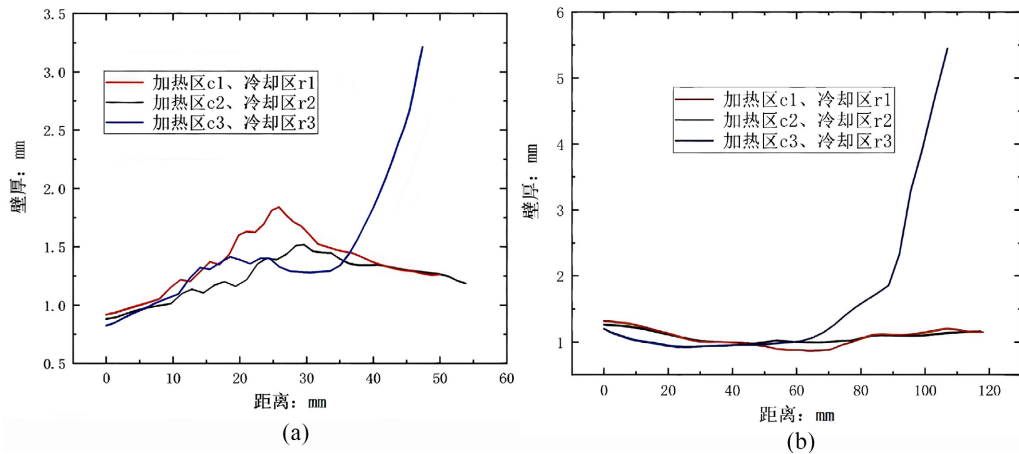 3.5
3.0
2.5
2.0
1.5
1.0
0.5
壁厚: mm
加热区c1、冷却区r1
加热区c2、冷却区r2
加热区c3、冷却区r3
0 10 20 30 40 50 60
距离: mm
(a)
6
5
4
3
2
1
壁厚: mm
加热区c1、冷却区r1
加热区c2、冷却区r2
加热区c3、冷却区r3
0 20 40 60 80 100 120
距离: mm
(b)